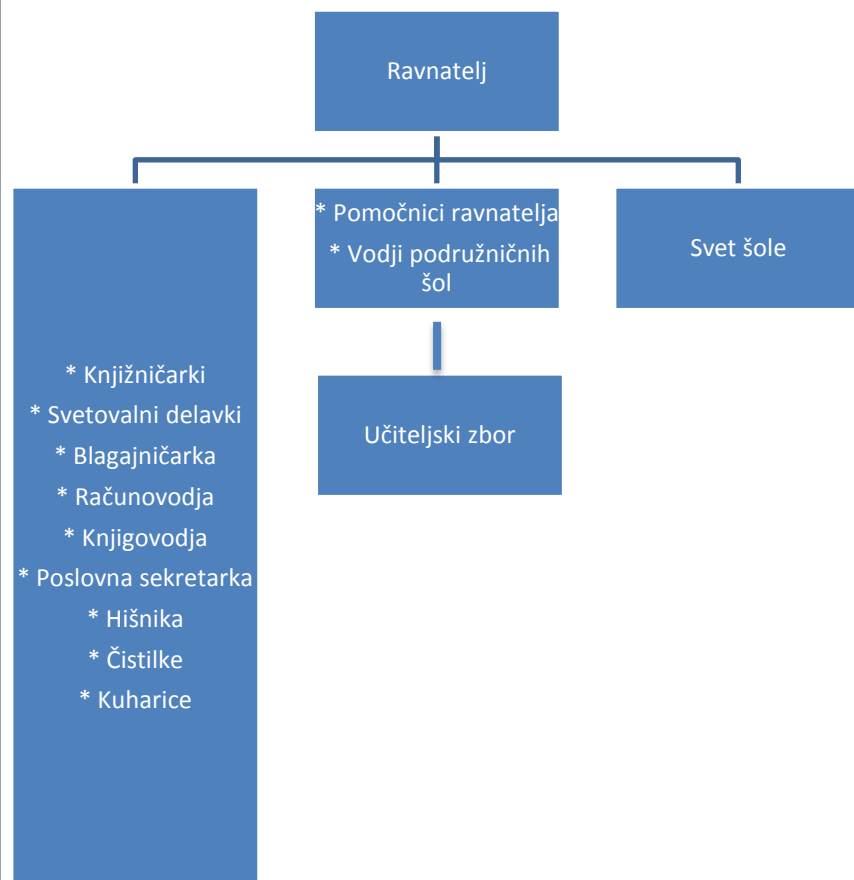 Ravnatelj
* Pomočnici ravnatelja
* Vodji podružničnih
šol
Svet šole
* Knjižničarki
* Svetovalni delavki
* Blagajničarka
* Računovodja
* Knjigovodja
* Poslovna sekretarka
* Hišnika
* Čistilke
* Kuharice
Učiteljski zbor